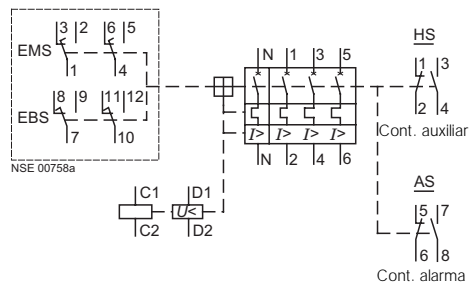 3 2 6 5
EMS
1 4
8 9 11 12
EBS
7 10
NSE 00758a
N 1 3 5
I> I> I> I>
N 2 4 6
C1 D1
U<
C2 D2
HS
1 3
2 4
Cont. auxiliar
AS
5 7
6 8
Cont. alarma